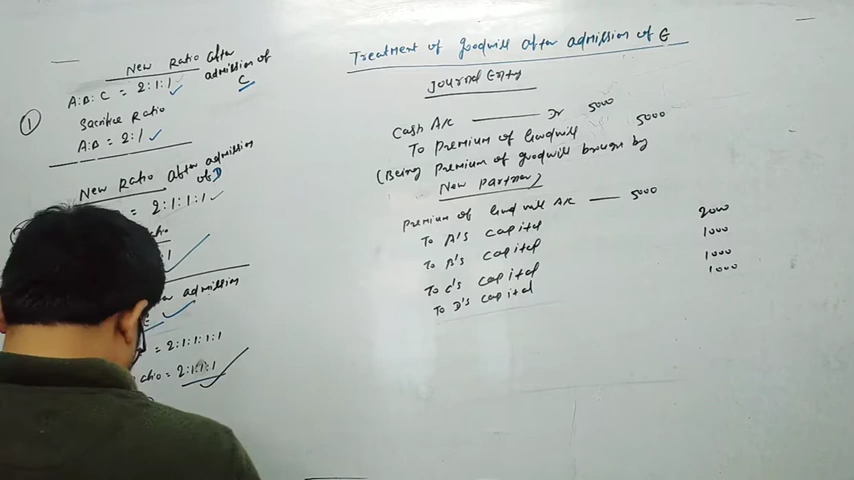 New Ratio after
admission of
C
A:B:C = 2:1:1
①
Sacrifice Ratio
A:B = 2:1
New Ratio after admission
of D
= 2:1:1:1
admission
= 2:1:1:1:1
= 2:1:1:1
Treatment of goodwill after admission of E
Journal Entry
Cash A/c ——— Dr 5000
To Premium of Goodwill 5000
(Being Premium of goodwill brought by
New Partner)
Premium of Goodwill A/c —— 5000
To A's capital 2000
To B's capital 1000
To C's capital 1000
To D's capital 1000